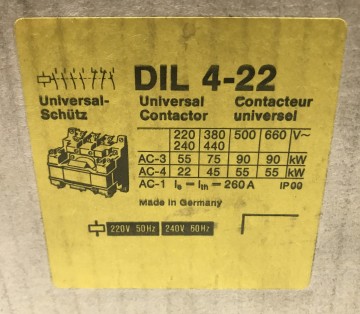 DIL 4-22
Universal- Universal Contacteur
Schütz Contactor universel
220 380 500 660 V~
240 440
AC-3 55 75 90 90 kW
AC-4 22 45 55 55 kW
AC-1 Ie = Ith = 260A IP00
Made in Germany
220V 50Hz 240V 60Hz